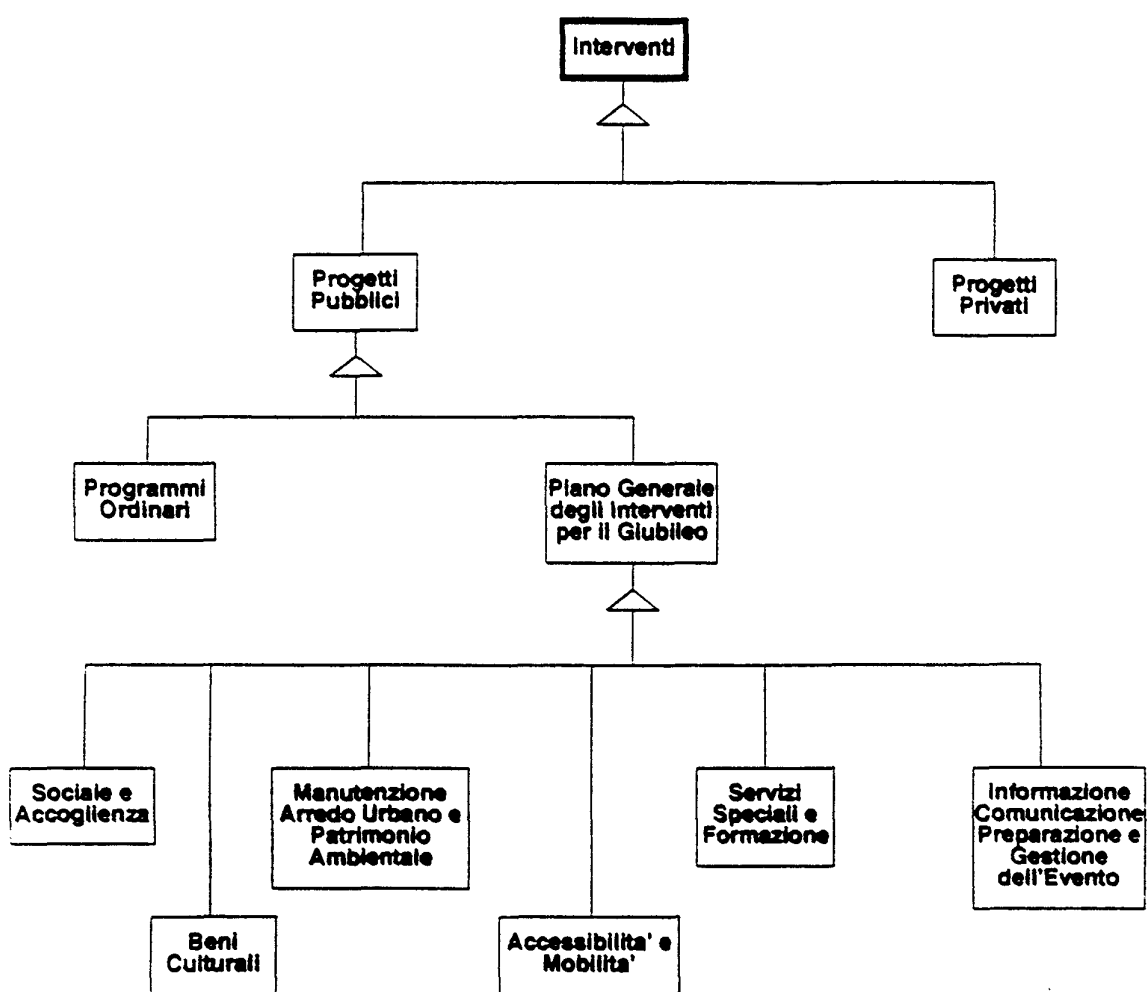 Interventi
Progetti
Pubblici
Progetti
Privati
Programmi
Ordinari
Piano Generale
degli Interventi
per il Giubileo
Sociale e
Accoglienza
Manutenzione
Arredo Urbano e
Patrimonio
Ambientale
Servizi
Speciali e
Formazione
Informazione
Comunicazione
Preparazione e
Gestione
dell'Evento
Beni
Culturali
Accessibilita' e
Mobilita'